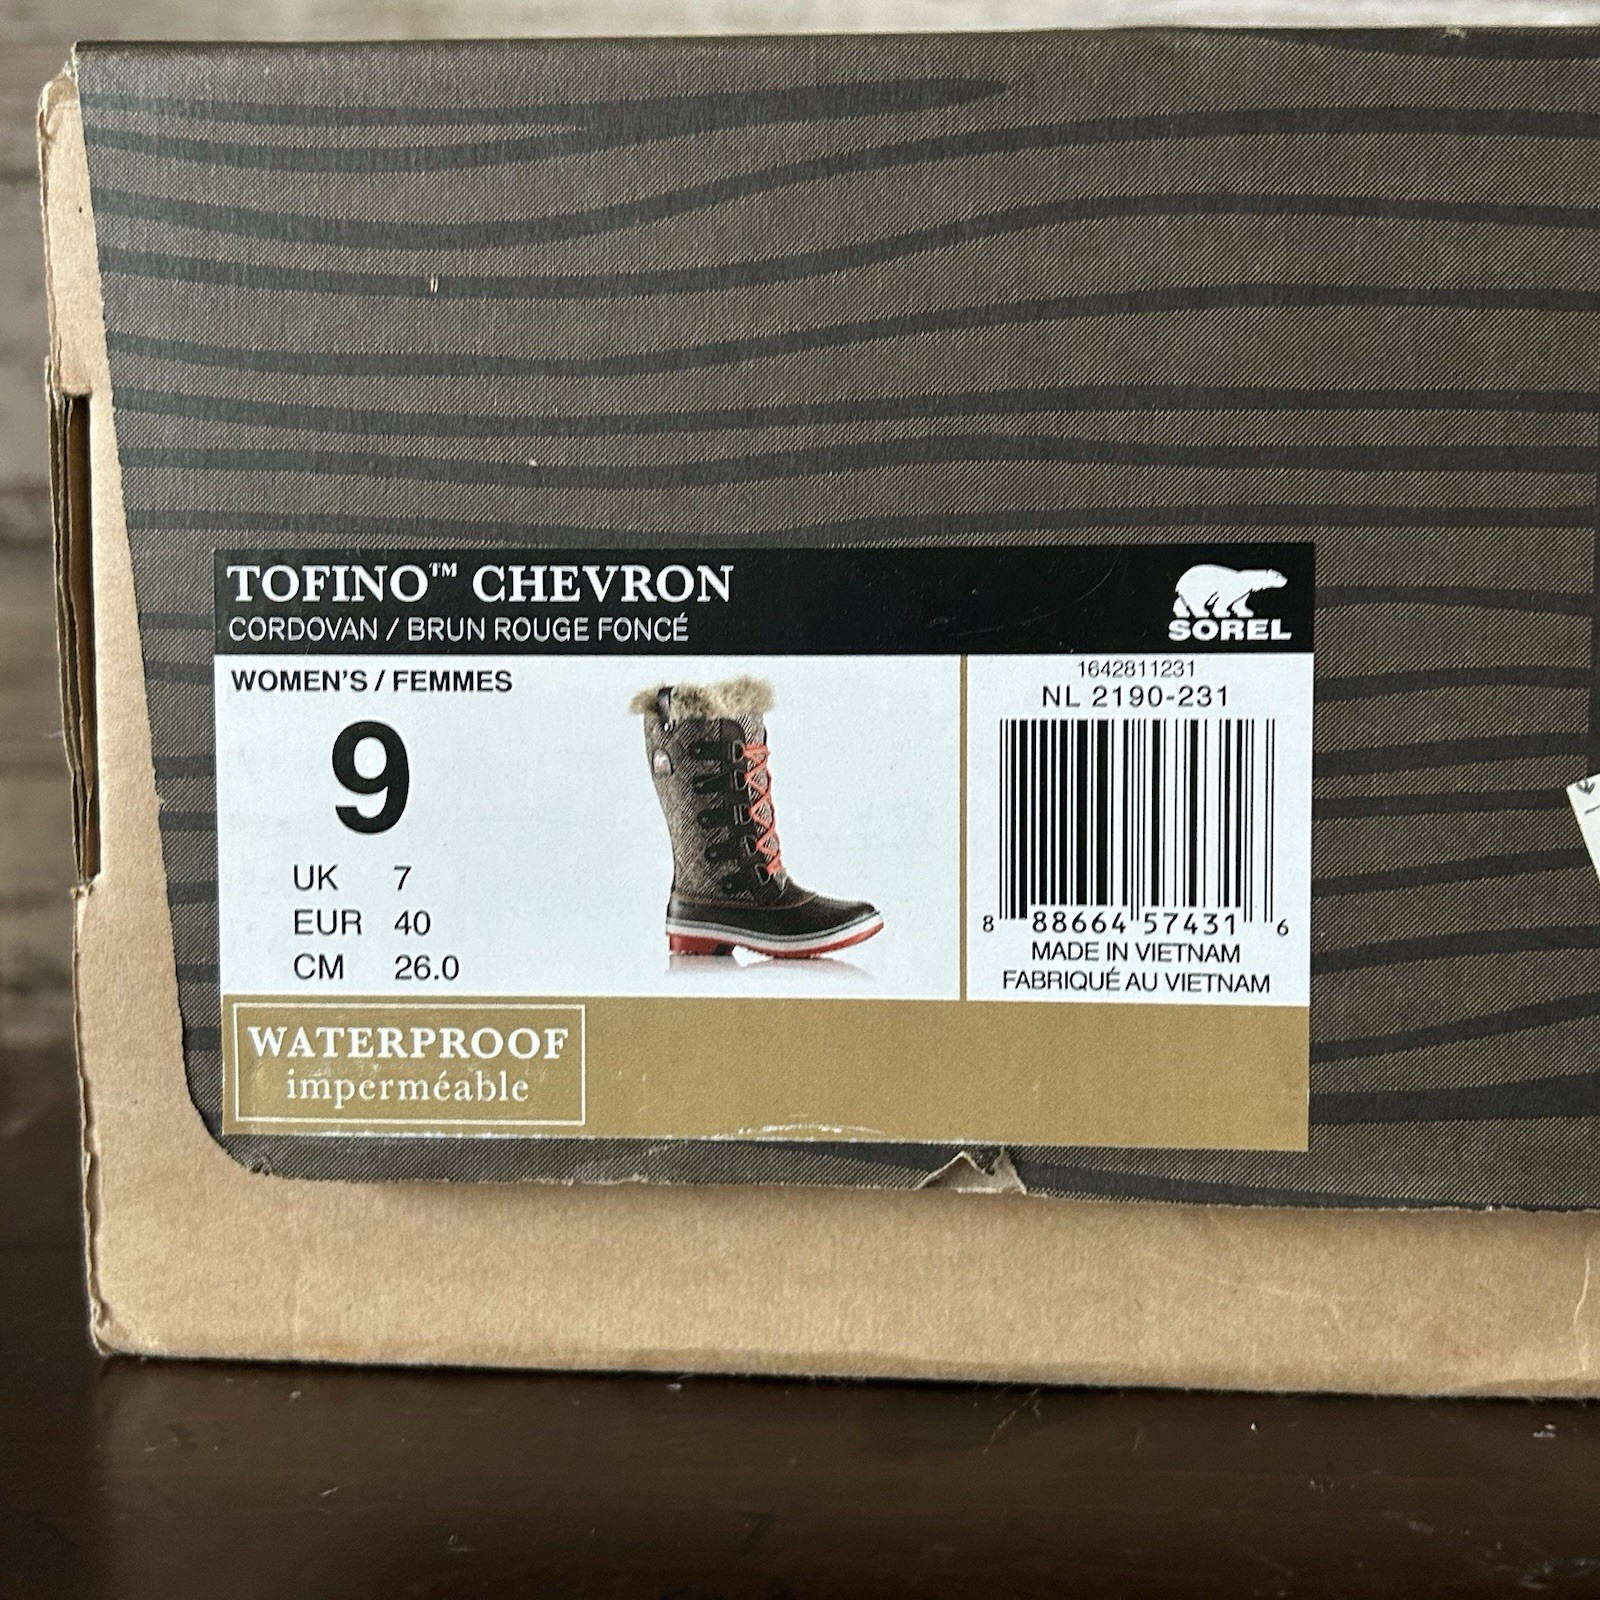 TOFINO™ CHEVRON
CORDOVAN / BRUN ROUGE FONCÉ
SOREL
WOMEN'S / FEMMES
9
UK 7
EUR 40
CM 26.0
1642811231
NL 2190-231
8 88664 57431 6
MADE IN VIETNAM
FABRIQUÉ AU VIETNAM
WATERPROOF
imperméable